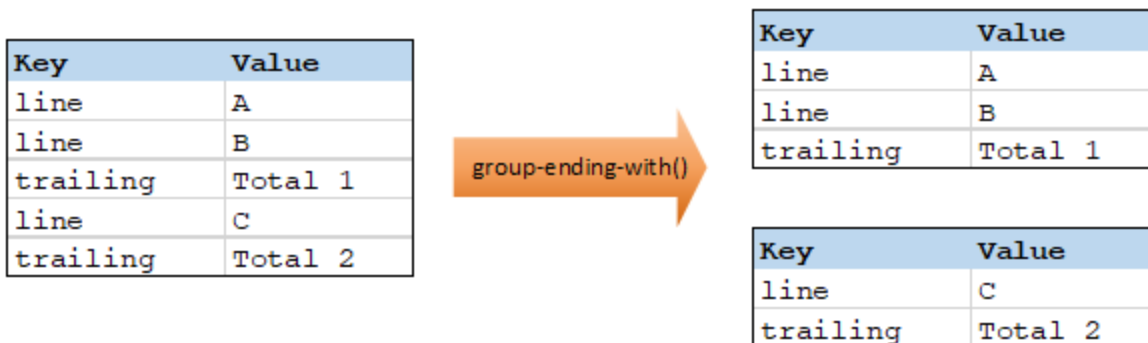 Key Value
line A
line B
trailing Total 1
line C
trailing Total 2
group-ending-with()
Key Value
line A
line B
trailing Total 1
Key Value
line C
trailing Total 2